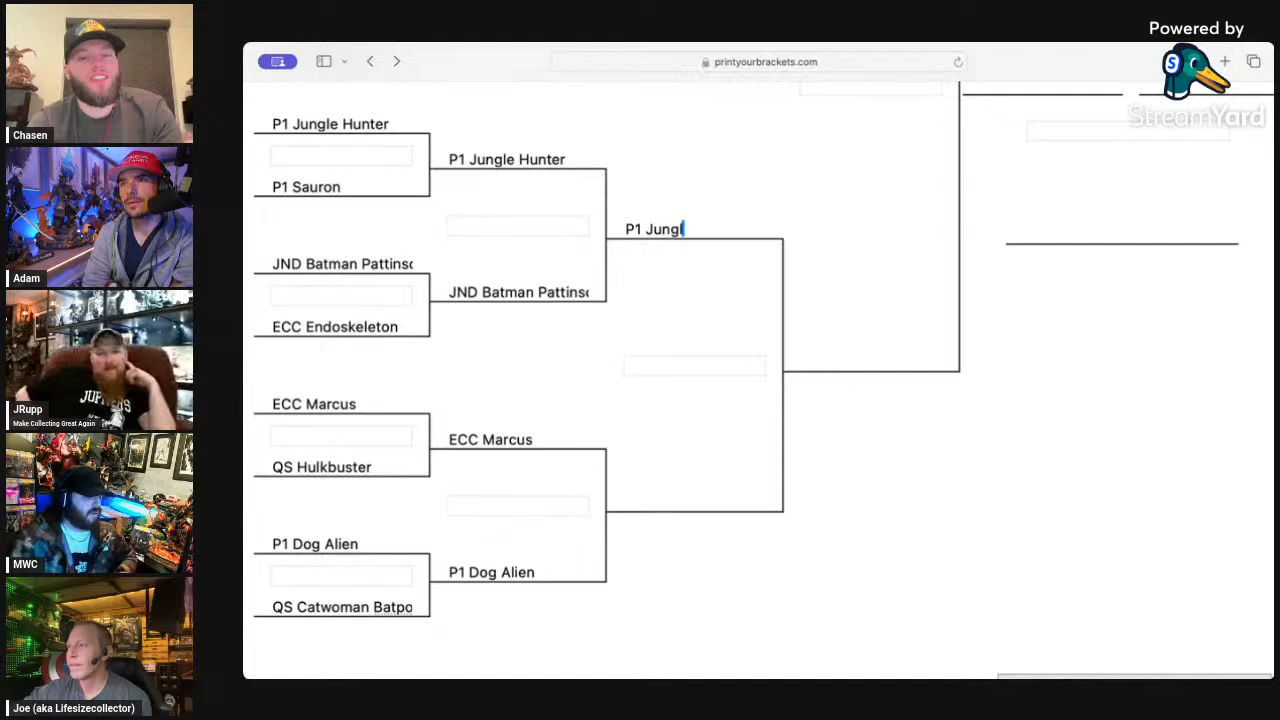 Powered by
StreamYard
printyourbrackets.com
P1 Jungle Hunter
P1 Jungle Hunter
P1 Sauron
P1 Jungl
JND Batman Pattins
JND Batman Pattins
ECC Endoskeleton
ECC Marcus
ECC Marcus
QS Hulkbuster
P1 Dog Alien
P1 Dog Alien
QS Catwoman Batpo
Chasen
Adam
JRupp
Make Collecting Great Again
MWC
Joe (aka Lifesizecollector)